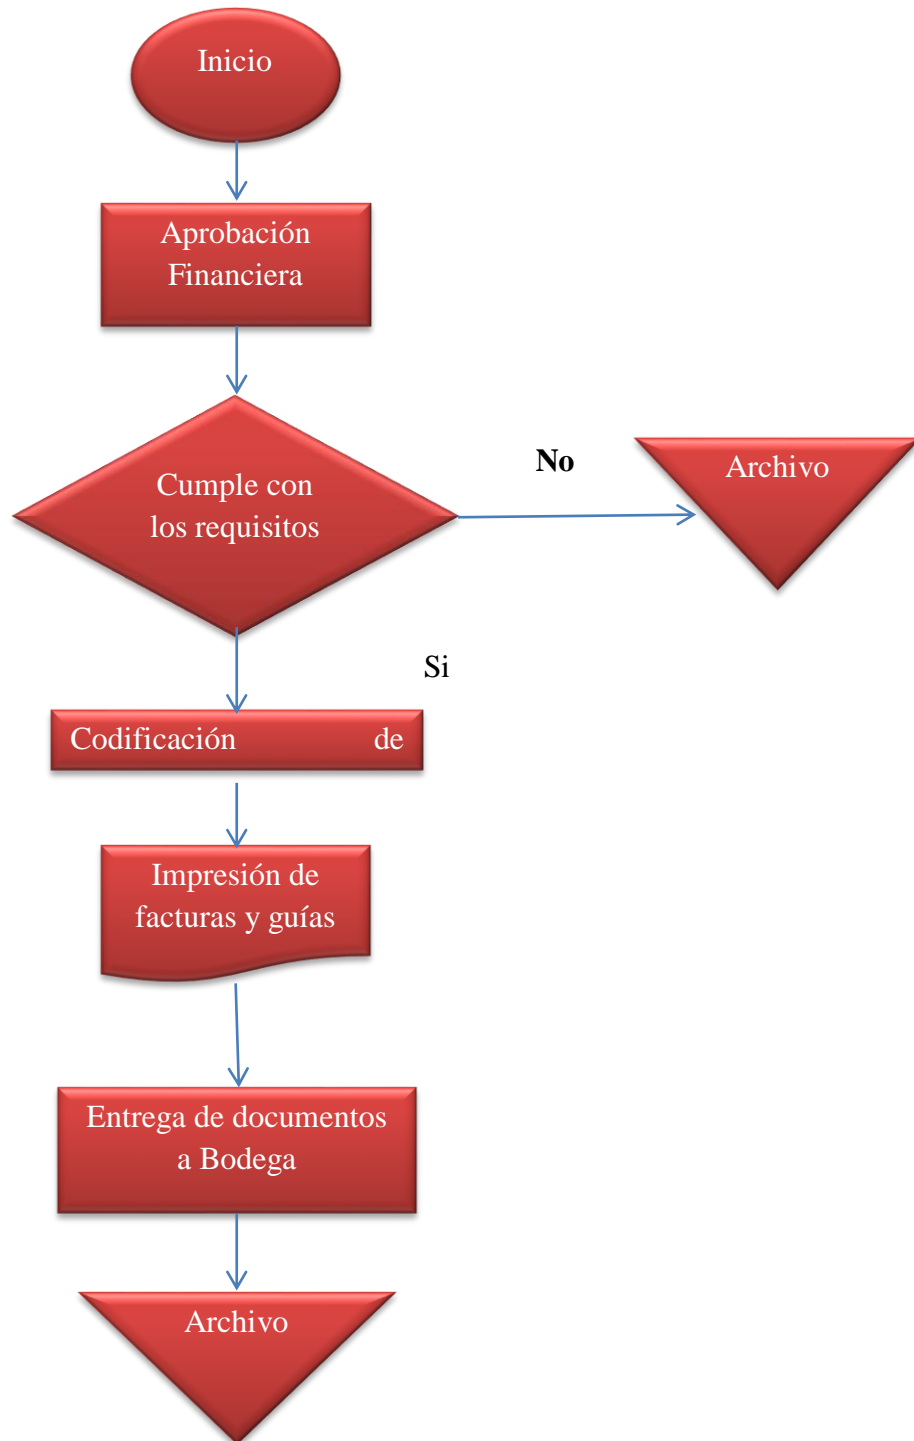 Inicio
Aprobación
Financiera
Cumple con
los requisitos
No
Archivo
Si
Codificación de
Impresión de
facturas y guías
Entrega de documentos
a Bodega
Archivo